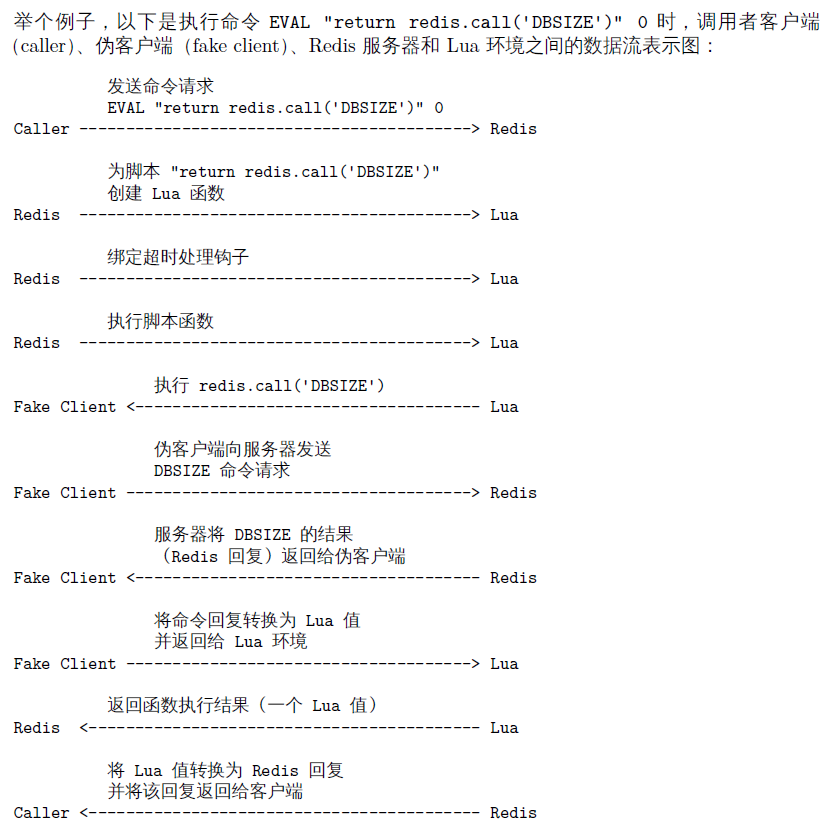 举个例子，以下是执行命令 EVAL "return redis.call('DBSIZE')" 0 时，调用者客户端
(caller)、伪客户端 (fake client)、Redis 服务器和 Lua 环境之间的数据流表示图：
发送命令请求
EVAL "return redis.call('DBSIZE')" 0
Caller ------------------------------------------> Redis
为脚本 "return redis.call('DBSIZE')"
创建 Lua 函数
Redis  ------------------------------------------> Lua
绑定超时处理钩子
Redis  ------------------------------------------> Lua
执行脚本函数
Redis  ------------------------------------------> Lua
执行 redis.call('DBSIZE')
Fake Client <------------------------------------- Lua
伪客户端向服务器发送
DBSIZE 命令请求
Fake Client -------------------------------------> Redis
服务器将 DBSIZE 的结果
（Redis 回复）返回给伪客户端
Fake Client <------------------------------------- Redis
将命令回复转换为 Lua 值
并返回给 Lua 环境
Fake Client -------------------------------------> Lua
返回函数执行结果（一个 Lua 值）
Redis  <------------------------------------------ Lua
将 Lua 值转换为 Redis 回复
并将该回复返回给客户端
Caller <------------------------------------------ Redis